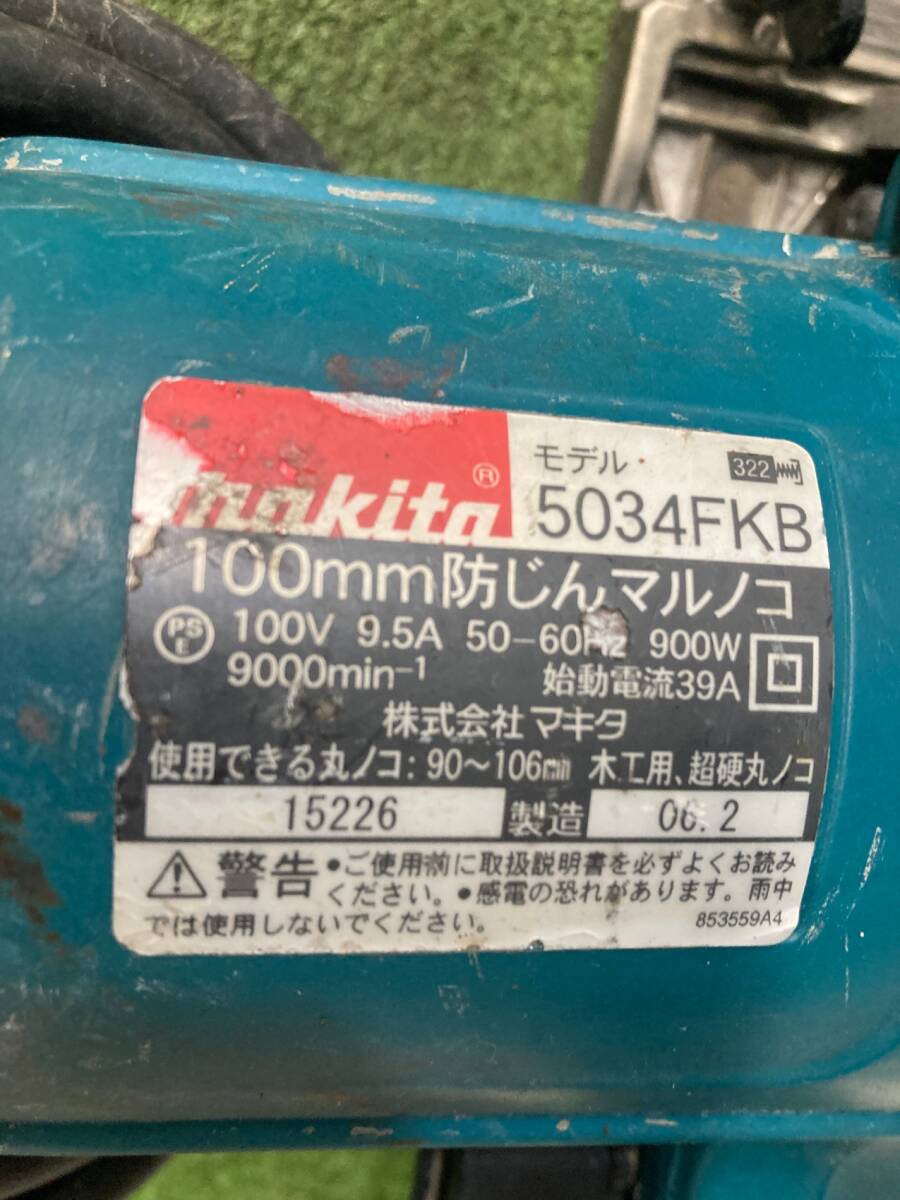 makita®
モデル 322
5034FKB
100mm防じんマルノコ
PS E 100V 9.5A 50-60Hz 900W
9000min-1 始動電流39A
株式会社マキタ
使用できる丸ノコ:90～106mm 木工用、超硬丸ノコ
15226 製造 06.2
警告 •ご使用前に取扱説明書を必ずよくお読み
ください。•感電の恐れがあります。雨中
では使用しないでください。 853559A4